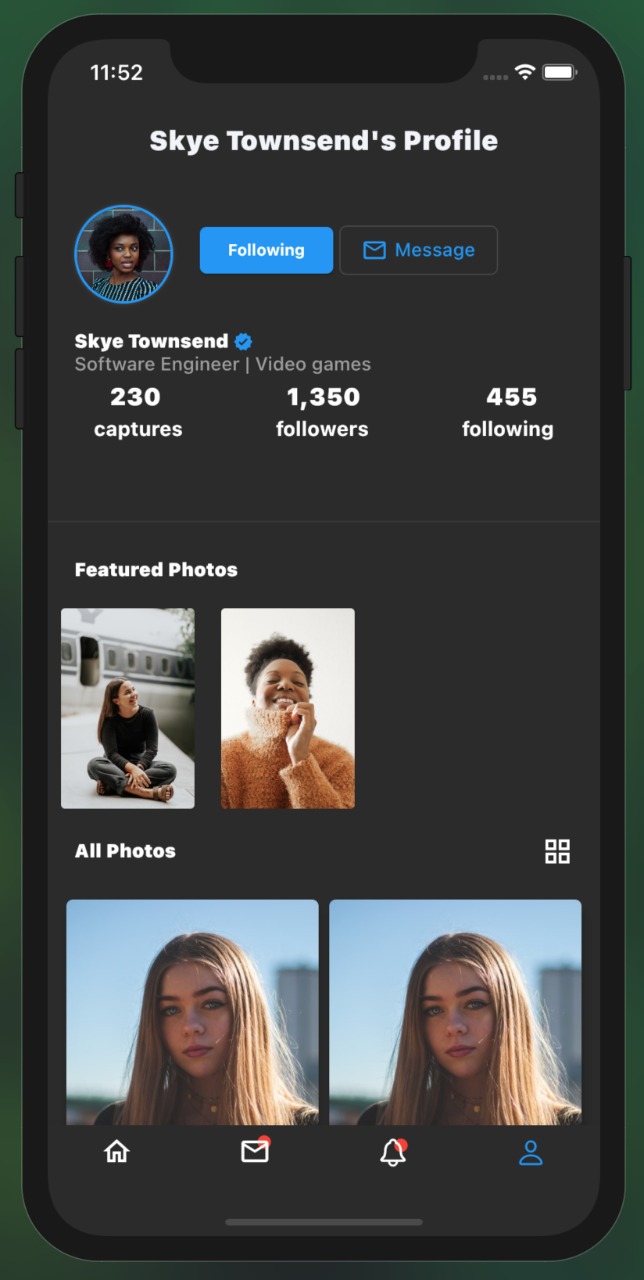 11:52
Skye Townsend's Profile
Following
Message
Skye Townsend
Software Engineer | Video games
230 1,350 455
captures followers following
Featured Photos
All Photos